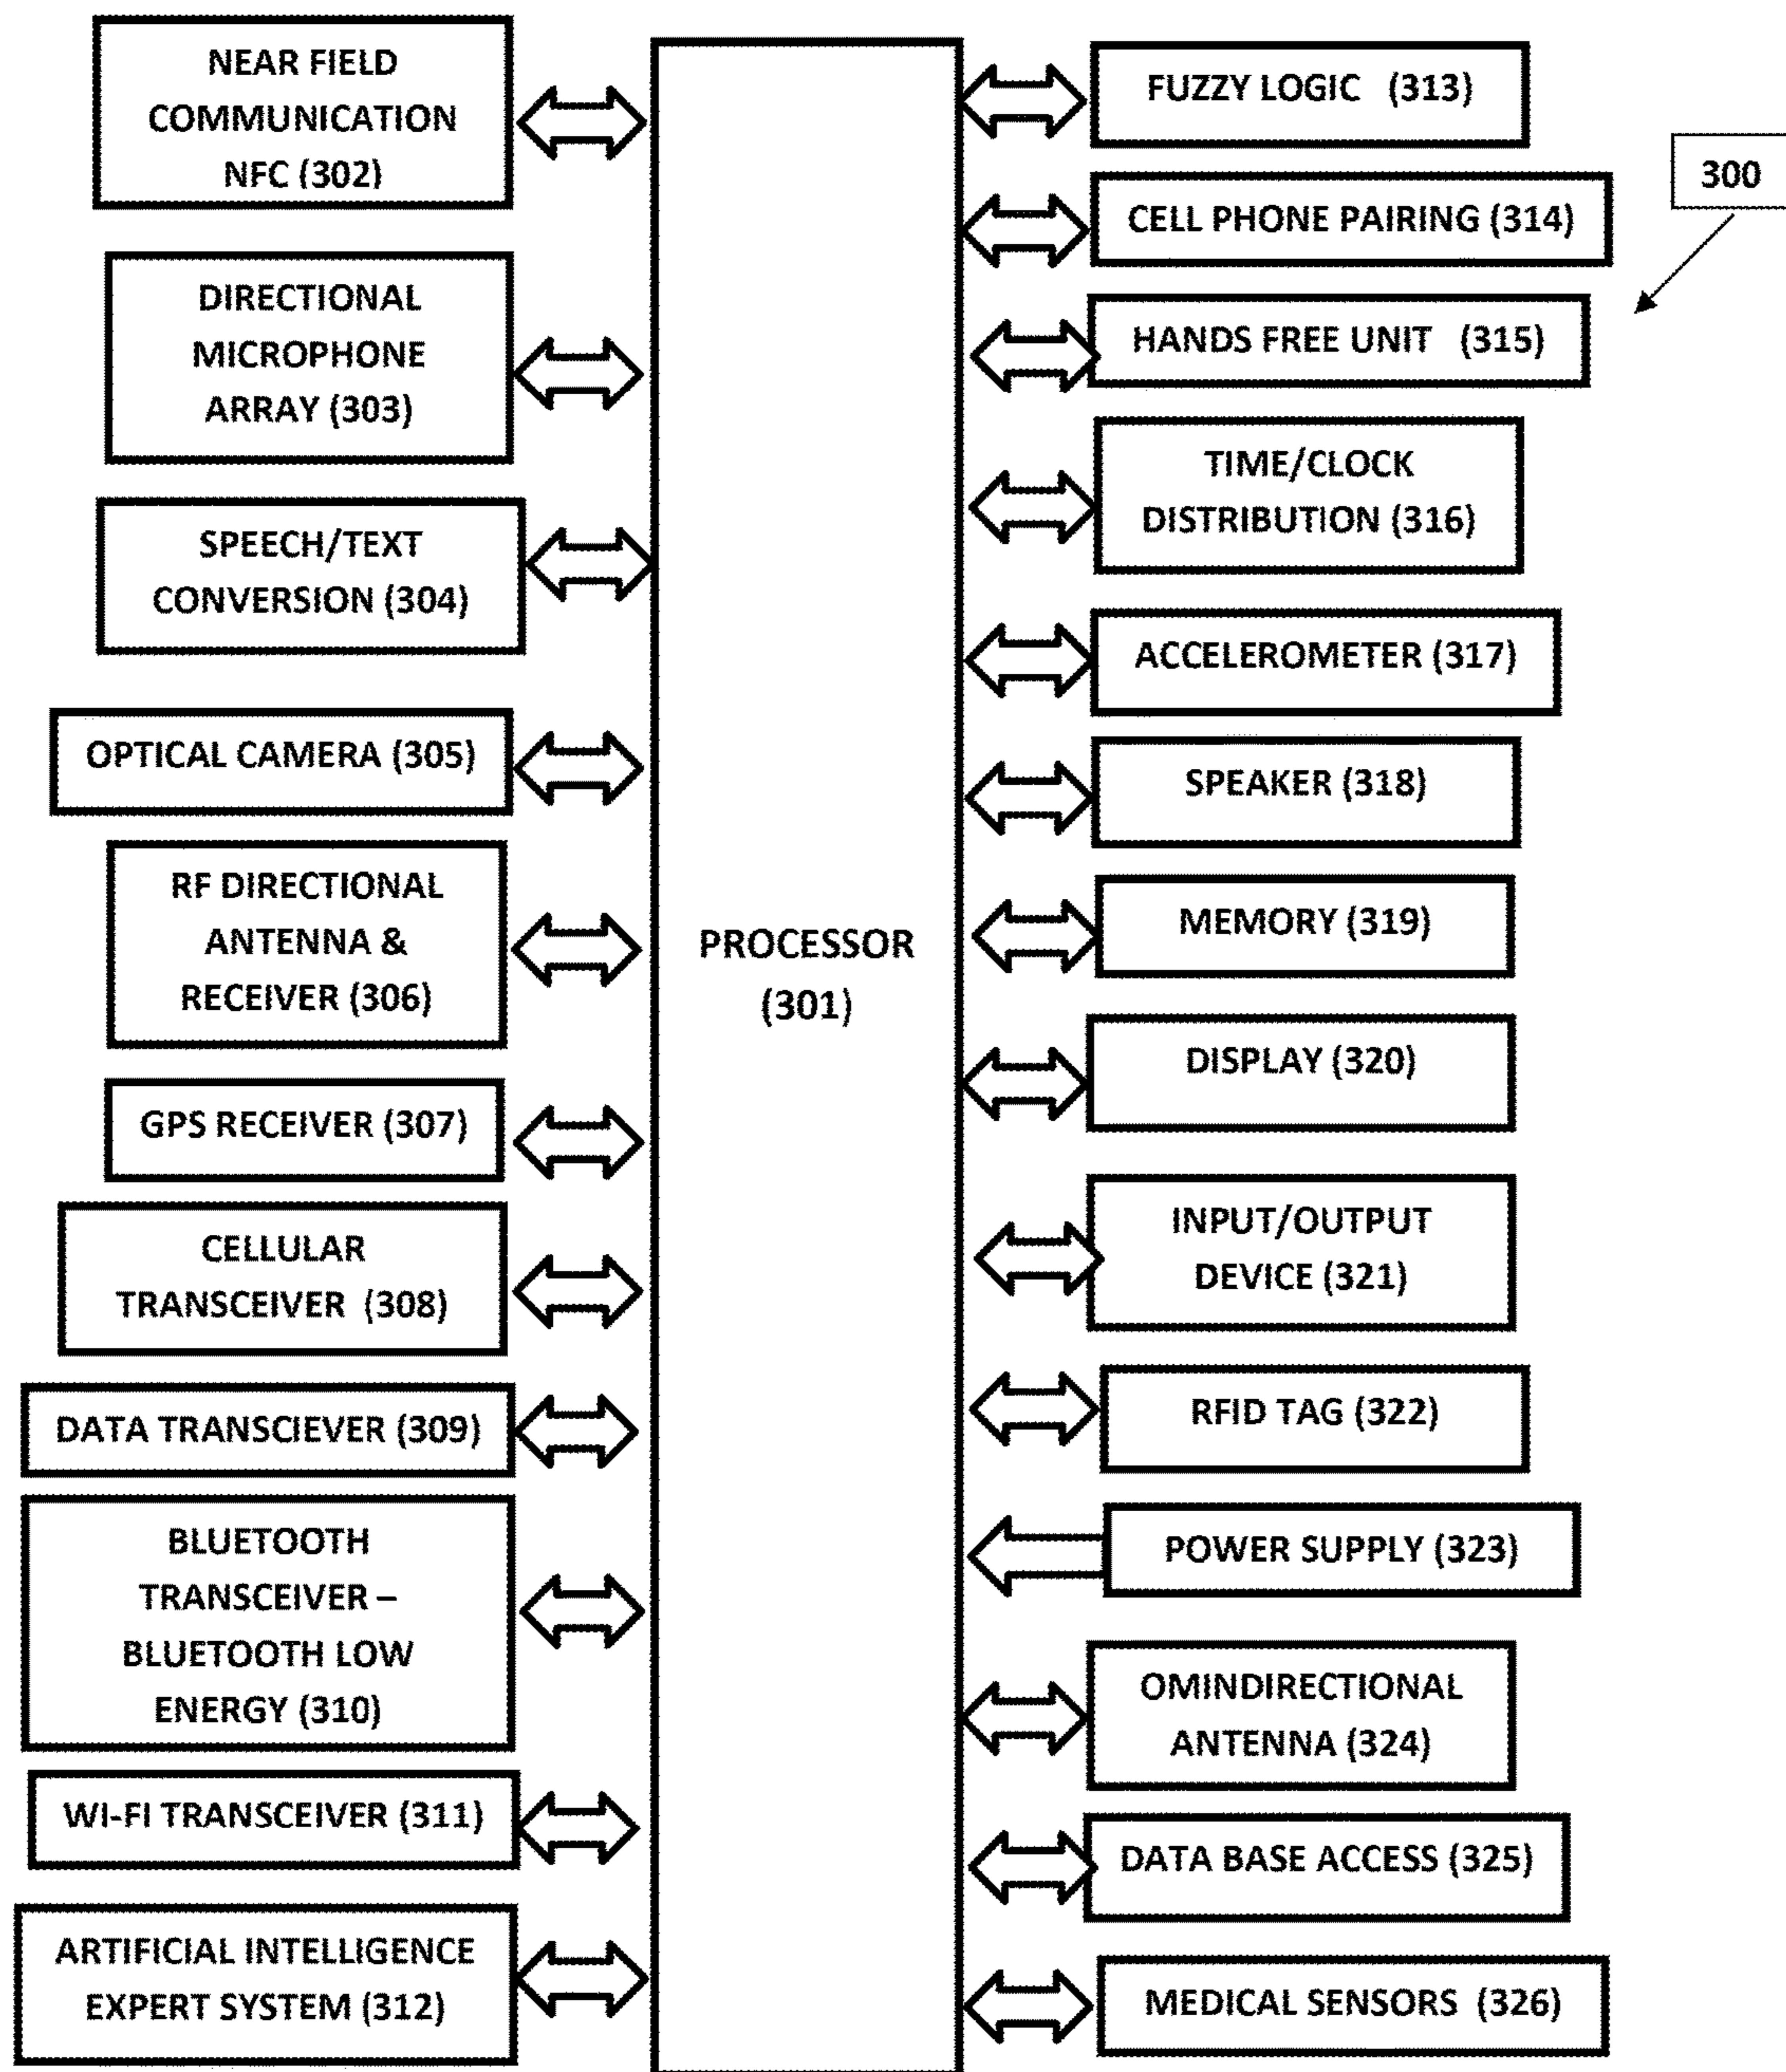 NEAR FIELD
COMMUNICATION
NFC (302)
DIRECTIONAL
MICROPHONE
ARRAY (303)
SPEECH/TEXT
CONVERSION (304)
OPTICAL CAMERA (305)
RF DIRECTIONAL
ANTENNA &
RECEIVER (306)
GPS RECEIVER (307)
CELLULAR
TRANSCEIVER (308)
DATA TRANSCIEVER (309)
BLUETOOTH
TRANSCEIVER –
BLUETOOTH LOW
ENERGY (310)
WI-FI TRANSCEIVER (311)
ARTIFICIAL INTELLIGENCE
EXPERT SYSTEM (312)
PROCESSOR
(301)
FUZZY LOGIC (313)
CELL PHONE PAIRING (314)
HANDS FREE UNIT (315)
TIME/CLOCK
DISTRIBUTION (316)
ACCELEROMETER (317)
SPEAKER (318)
MEMORY (319)
DISPLAY (320)
INPUT/OUTPUT
DEVICE (321)
RFID TAG (322)
POWER SUPPLY (323)
OMINDIRECTIONAL
ANTENNA (324)
DATA BASE ACCESS (325)
MEDICAL SENSORS (326)
300